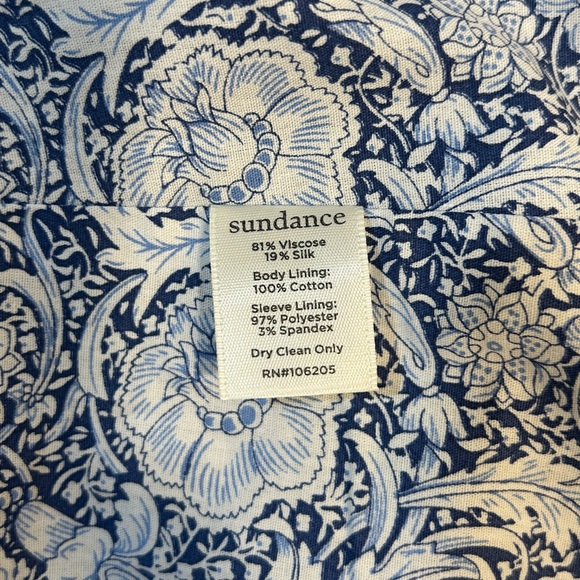 sundance
81% Viscose
19% Silk
Body Lining:
100% Cotton
Sleeve Lining:
97% Polyester
3% Spandex
Dry Clean Only
RN#106205